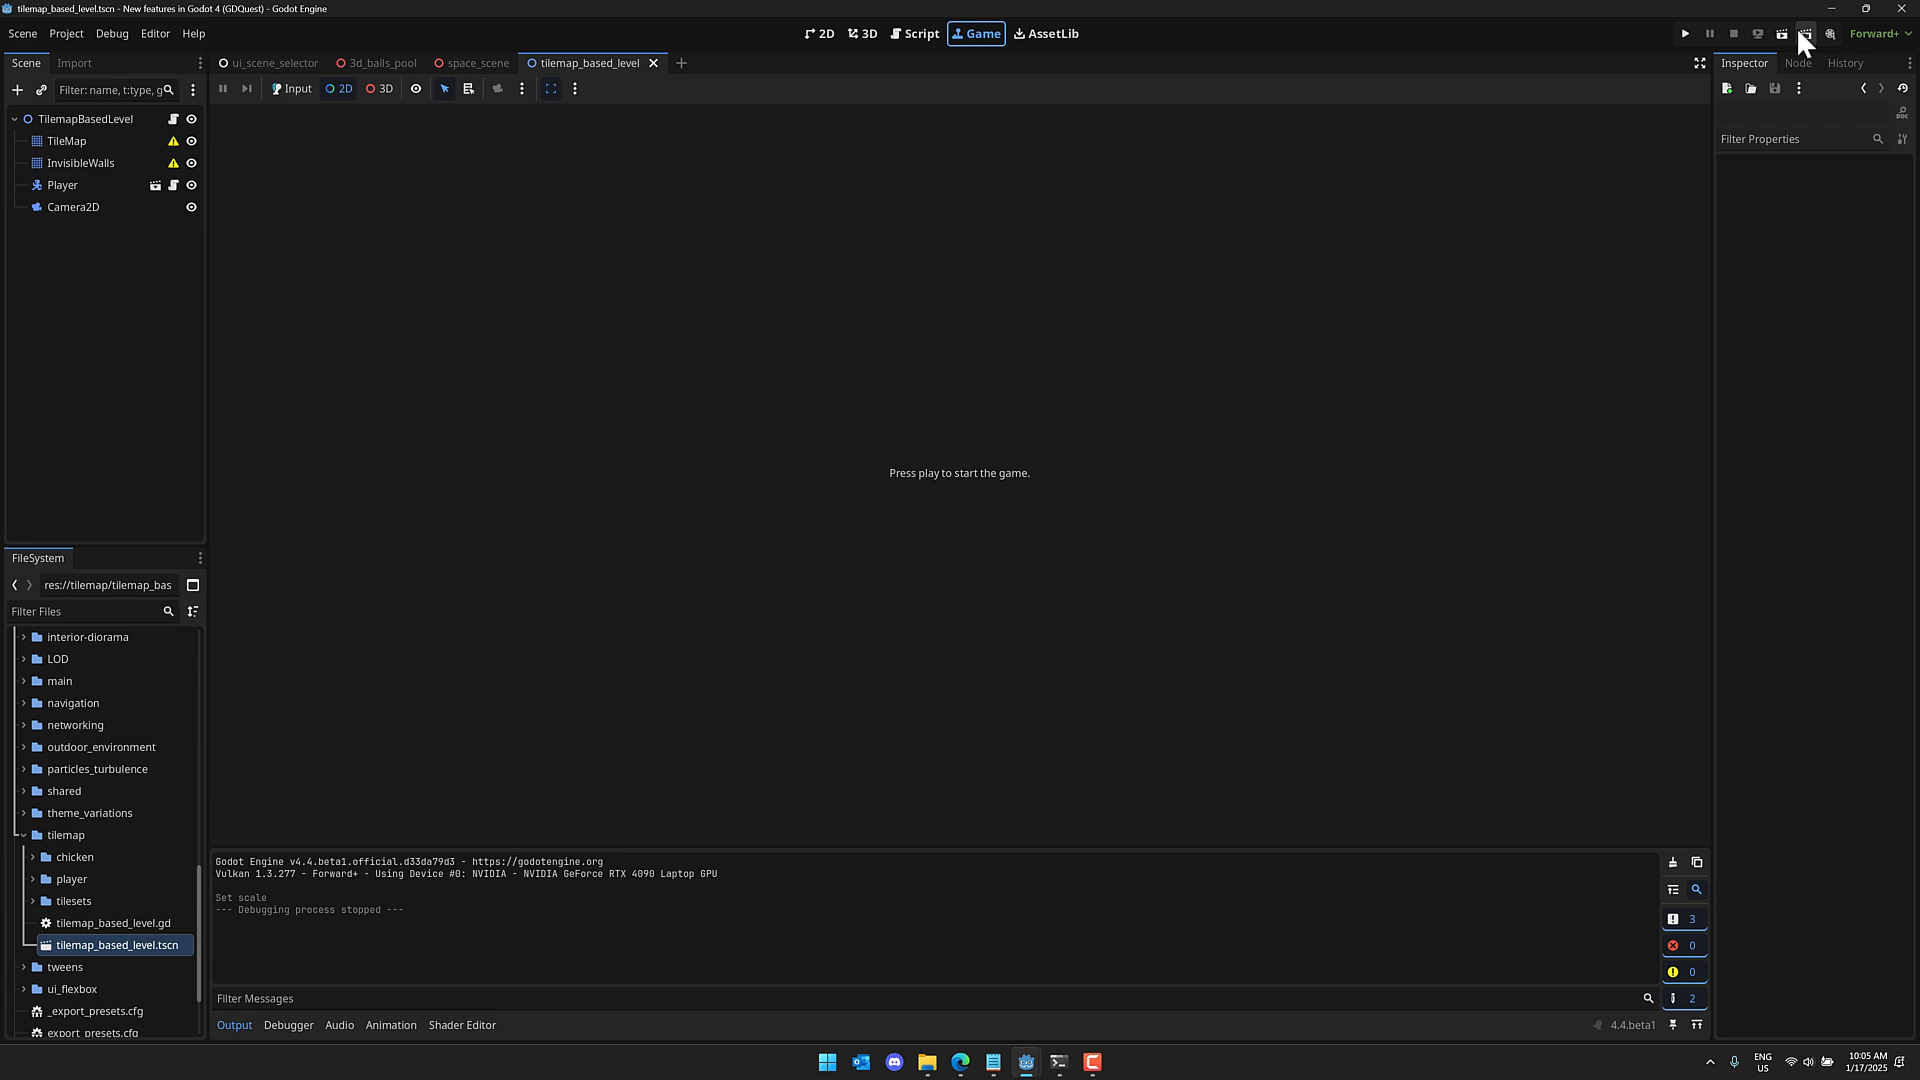 tilemap_based_level.tscn - New features in Godot 4 (GDQuest) - Godot Engine
Scene Project Debug Editor Help
2D 3D Script Game AssetLib
Forward+
Scene Import
ui_scene_selector 3d_balls_pool space_scene tilemap_based_level
Inspector Node History
Filter: name, t:type, g
Input 2D 3D
DOC
Filter Properties
TilemapBasedLevel
TileMap
InvisibleWalls
Player
Camera2D
Press play to start the game.
FileSystem
res://tilemap/tilemap_bas
Filter Files
interior-diorama
LOD
main
navigation
networking
outdoor_environment
particles_turbulence
shared
theme_variations
tilemap
chicken
player
tilesets
tilemap_based_level.gd
tilemap_based_level.tscn
tweens
ui_flexbox
_export_presets.cfg
export_presets.cfg
Godot Engine v4.4.beta1.official.d33da79d3 - https://godotengine.org
Vulkan 1.3.277 - Forward+ - Using Device #0: NVIDIA - NVIDIA GeForce RTX 4090 Laptop GPU
Set scale
--- Debugging process stopped ---
3
0
0
2
Filter Messages
Output Debugger Audio Animation Shader Editor
4.4.beta1
ENG
US
10:05 AM
1/17/2025